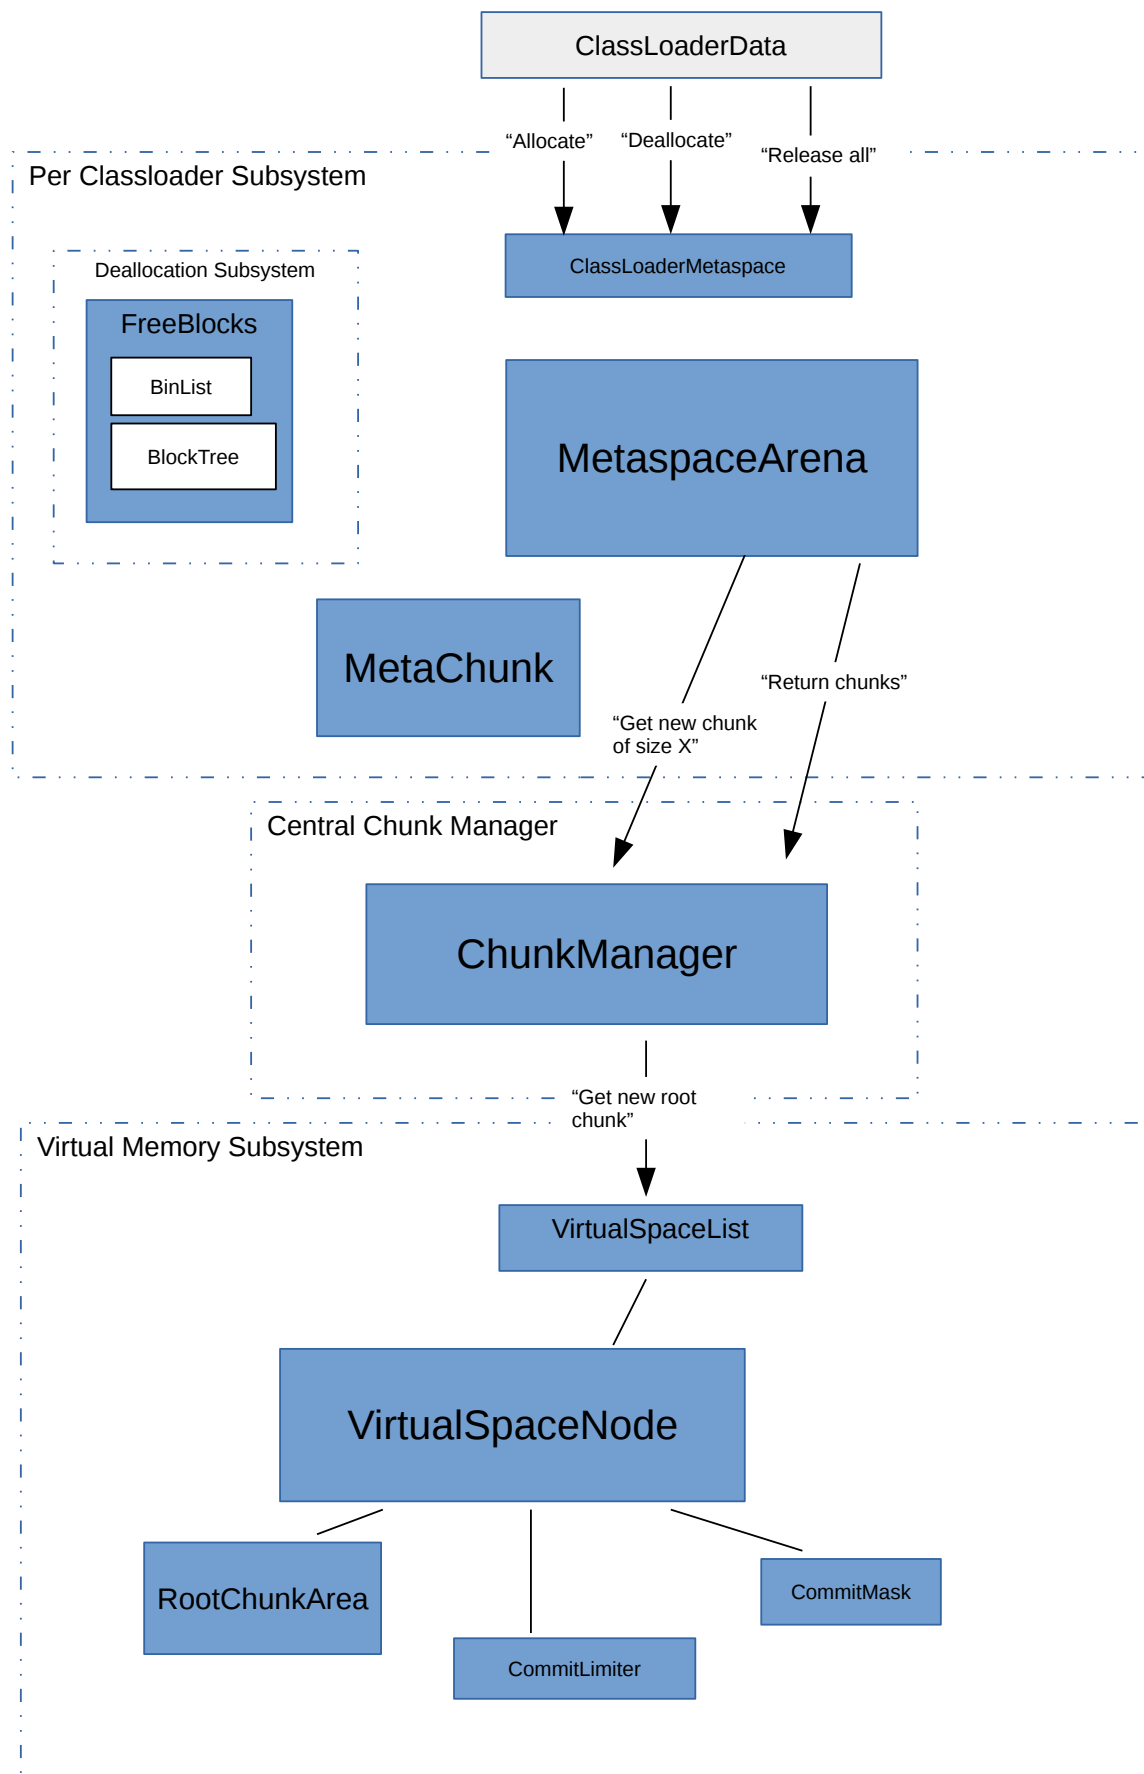 ClassLoaderData
“Allocate”
“Deallocate”
“Release all”
Per Classloader Subsystem
Deallocation Subsystem
ClassLoaderMetaspace
FreeBlocks
BinList
BlockTree
MetaspaceArena
MetaChunk
“Return chunks”
“Get new chunk
of size X”
Central Chunk Manager
ChunkManager
“Get new root
chunk”
Virtual Memory Subsystem
VirtualSpaceList
VirtualSpaceNode
RootChunkArea
CommitMask
CommitLimiter